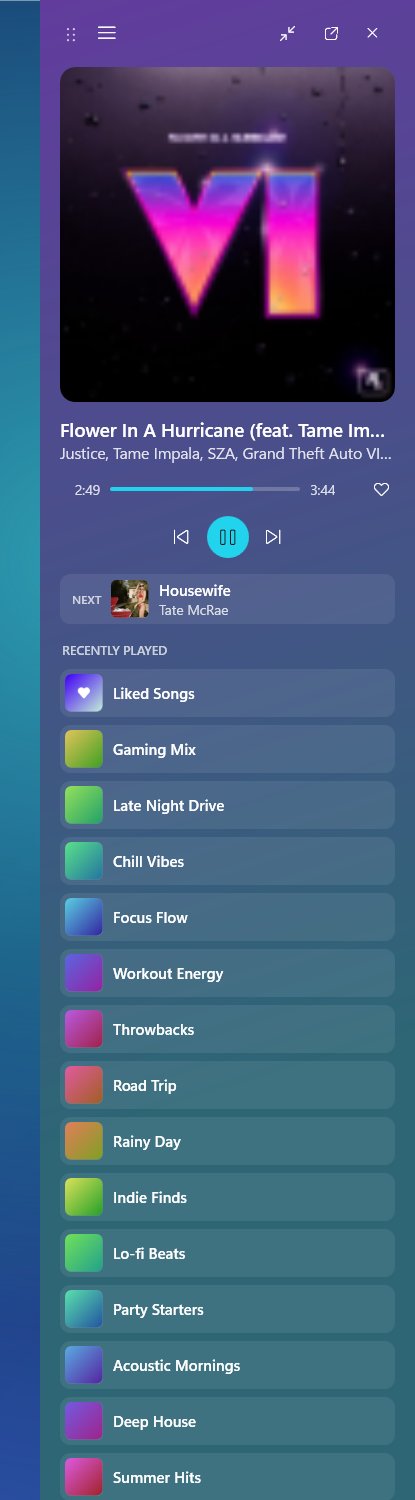 VI
Flower In A Hurricane (feat. Tame Im...
Justice, Tame Impala, SZA, Grand Theft Auto VI...
2:49
3:44
NEXT
Housewife
Tate McRae
RECENTLY PLAYED
Liked Songs
Gaming Mix
Late Night Drive
Chill Vibes
Focus Flow
Workout Energy
Throwbacks
Road Trip
Rainy Day
Indie Finds
Lo-fi Beats
Party Starters
Acoustic Mornings
Deep House
Summer Hits